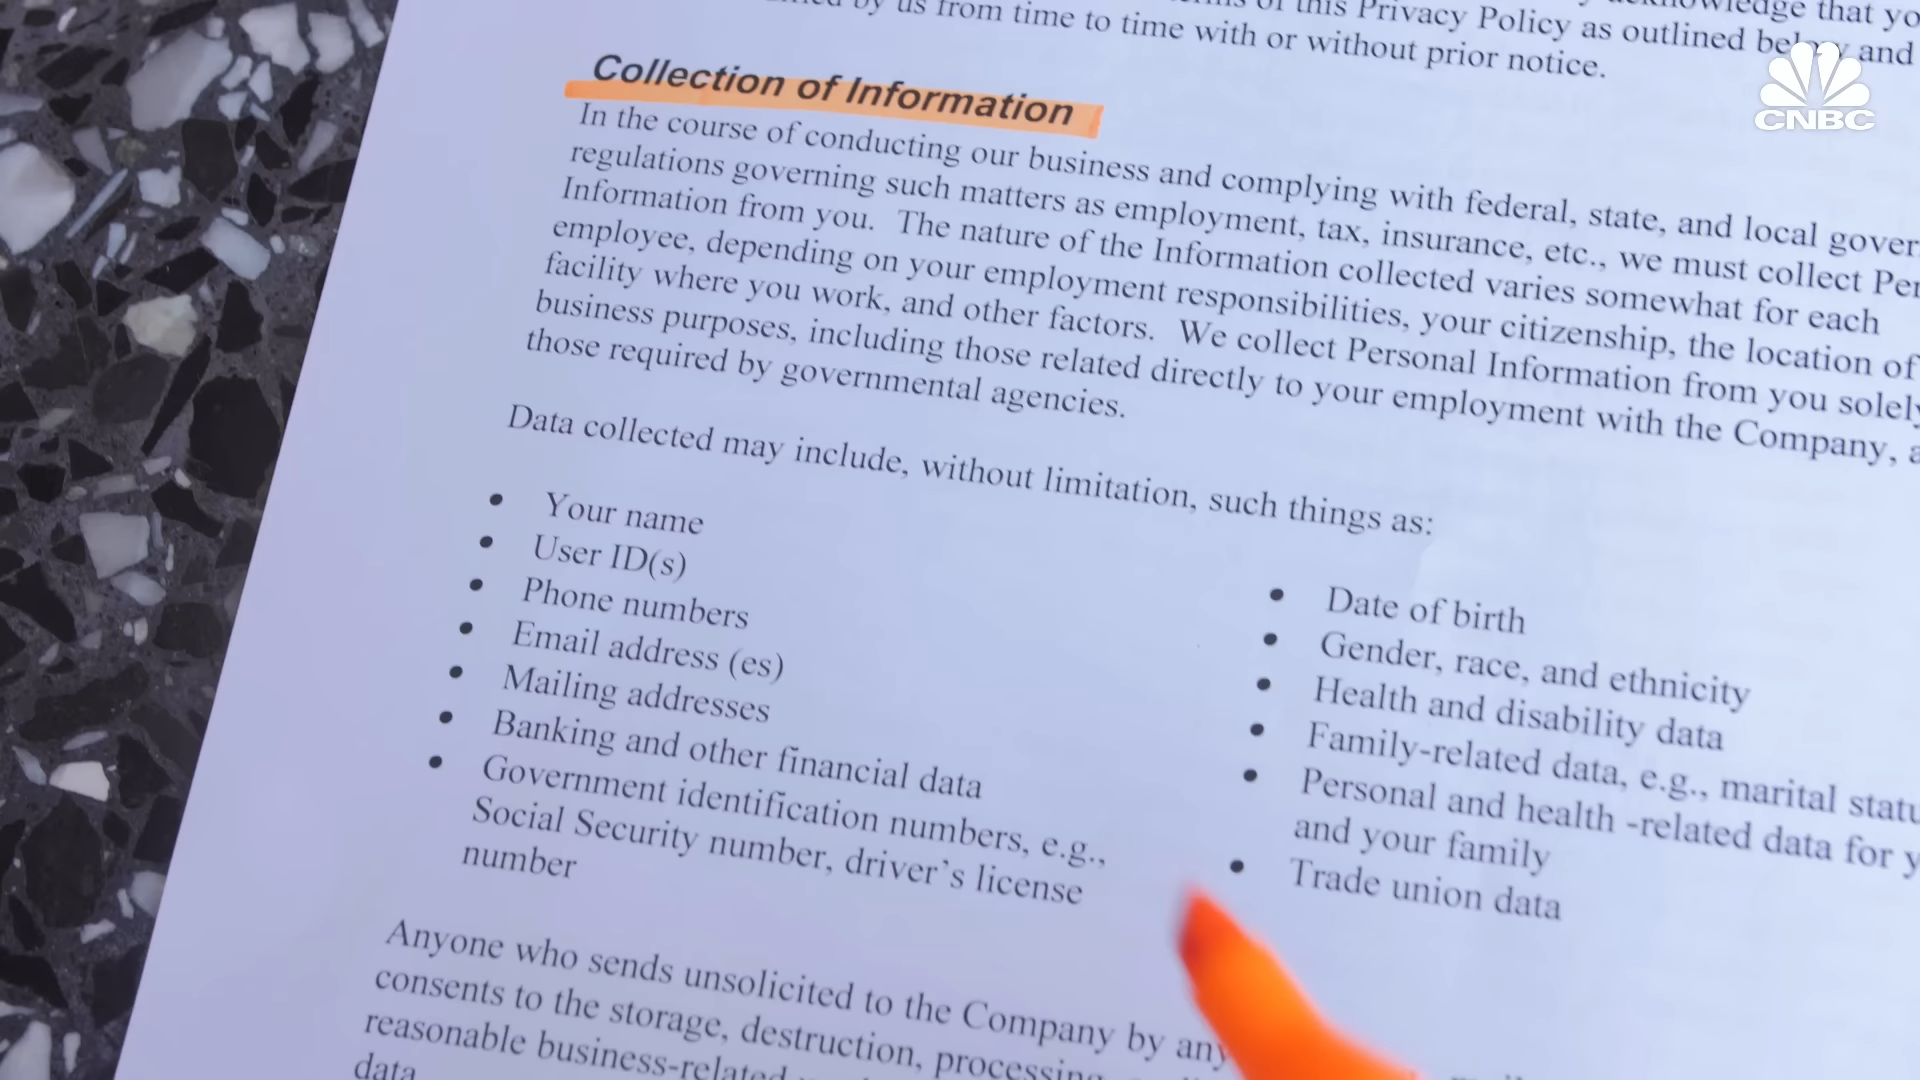 of this Privacy Policy as outlined below and
by us from time to time with or without prior notice.
CNBC
Collection of Information
In the course of conducting our business and complying with federal, state, and local
regulations governing such matters as employment, tax, insurance, etc., we must collect
Information from you. The nature of the Information collected varies somewhat for each
employee, depending on your employment responsibilities, your citizenship, the location of
facility where you work, and other factors. We collect Personal Information from you solely
business purposes, including those related directly to your employment with the Company,
those required by governmental agencies.
Data collected may include, without limitation, such things as:
• Your name
• User ID(s)
• Phone numbers
• Email address (es)
• Mailing addresses
• Banking and other financial data
• Government identification numbers, e.g.,
Social Security number, driver's license
number
• Date of birth
• Gender, race, and ethnicity
• Health and disability data
• Family-related data, e.g., marital
• Personal and health -related data for
and your family
• Trade union data
Anyone who sends unsolicited to the Company by any
consents to the storage, destruction, processing
reasonable business-related
data